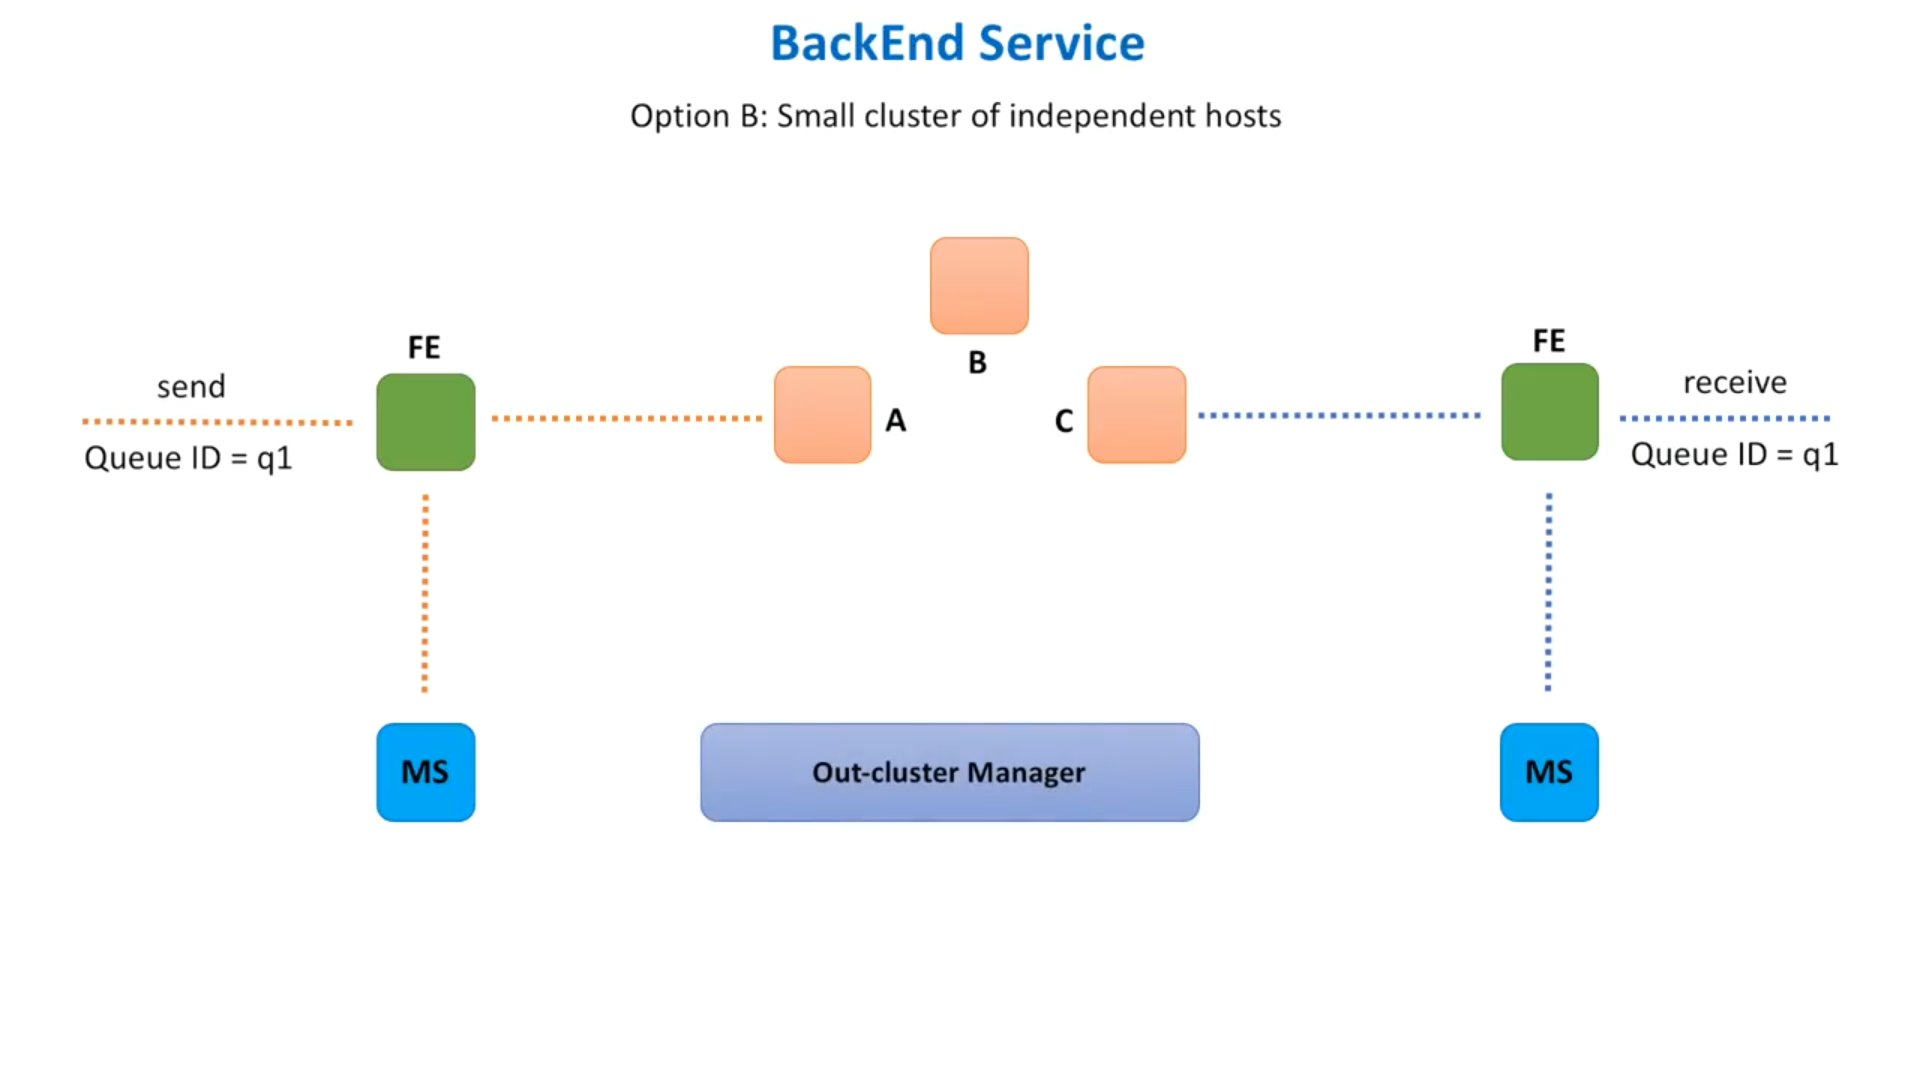 BackEnd Service
Option B: Small cluster of independent hosts
B
FE
FE
send
receive
A
C
Queue ID = q1
Queue ID = q1
MS
Out-cluster Manager
MS